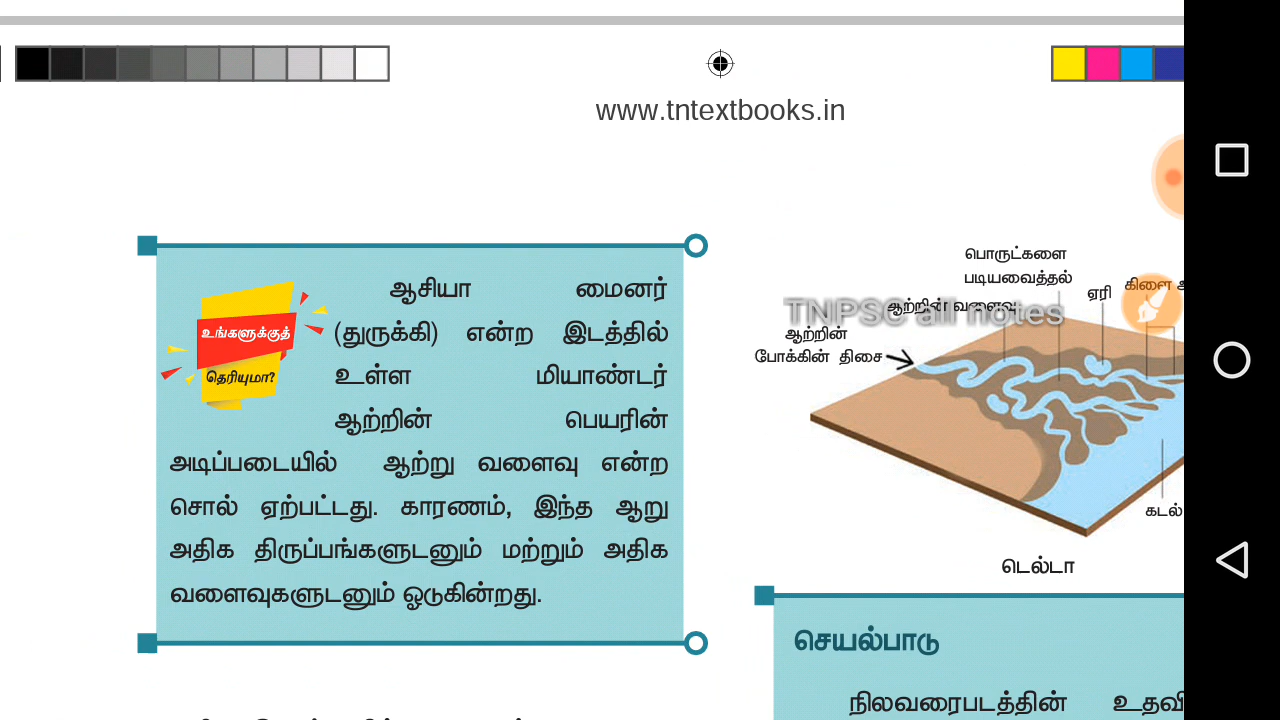 www.tntextbooks.in
உங்களுக்குத்
தெரியுமா?
ஆசியா மைனர்
(துருக்கி) என்ற இடத்தில்
உள்ள மியாண்டர்
ஆற்றின் பெயரின்
அடிப்படையில் ஆற்று வளைவு என்ற
சொல் ஏற்பட்டது. காரணம், இந்த ஆறு
அதிக திருப்பங்களுடனும் மற்றும் அதிக
வளைவுகளுடனும் ஓடுகின்றது.
பொருட்களை
படியவைத்தல்
கிளை
ஏரி
ஆற்றின் வளைவு
TNPSC all notes
ஆற்றின்
போக்கின் திசை
கடல்
டெல்டா
செயல்பாடு
நிலவரைபடத்தின்